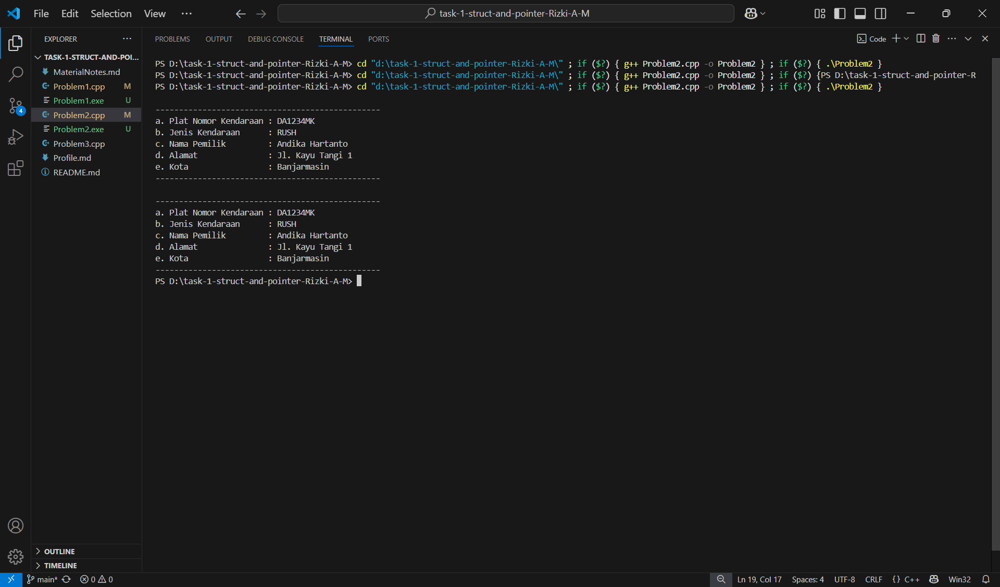 File Edit Selection View ··· task-1-struct-and-pointer-Rizki-A-M
EXPLORER ···
TASK-1-STRUCT-AND-POI...
MaterialNotes.md
Problem1.cpp M
Problem1.exe U
Problem2.cpp M
Problem2.exe U
Problem3.cpp
Profile.md
README.md
OUTLINE
TIMELINE
PROBLEMS OUTPUT DEBUG CONSOLE TERMINAL PORTS Code ···
PS D:\task-1-struct-and-pointer-Rizki-A-M> cd "d:\task-1-struct-and-pointer-Rizki-A-M\" ; if ($?) { g++ Problem2.cpp -o Problem2 } ; if ($?) { .\Problem2 }
PS D:\task-1-struct-and-pointer-Rizki-A-M> cd "d:\task-1-struct-and-pointer-Rizki-A-M\" ; if ($?) { g++ Problem2.cpp -o Problem2 } ; if ($?) {PS D:\task-1-struct-and-pointer-R
PS D:\task-1-struct-and-pointer-Rizki-A-M> cd "d:\task-1-struct-and-pointer-Rizki-A-M\" ; if ($?) { g++ Problem2.cpp -o Problem2 } ; if ($?) { .\Problem2 }
------------------------------------------------
a. Plat Nomor Kendaraan : DA1234MK
b. Jenis Kendaraan      : RUSH
c. Nama Pemilik         : Andika Hartanto
d. Alamat               : Jl. Kayu Tangi 1
e. Kota                 : Banjarmasin
------------------------------------------------
------------------------------------------------
a. Plat Nomor Kendaraan : DA1234MK
b. Jenis Kendaraan      : RUSH
c. Nama Pemilik         : Andika Hartanto
d. Alamat               : Jl. Kayu Tangi 1
e. Kota                 : Banjarmasin
------------------------------------------------
PS D:\task-1-struct-and-pointer-Rizki-A-M>
4
main* 0 0 Ln 19, Col 17 Spaces: 4 UTF-8 CRLF {} C++ Win32